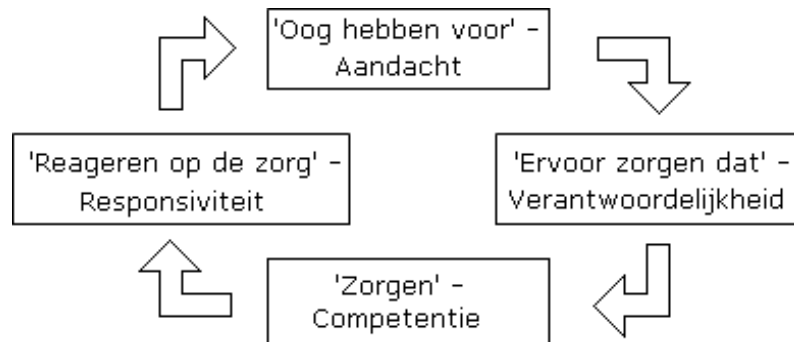 'Oog hebben voor' -
Aandacht
'Ervoor zorgen dat' -
Verantwoordelijkheid
'Zorgen' -
Competentie
'Reageren op de zorg' -
Responsiviteit